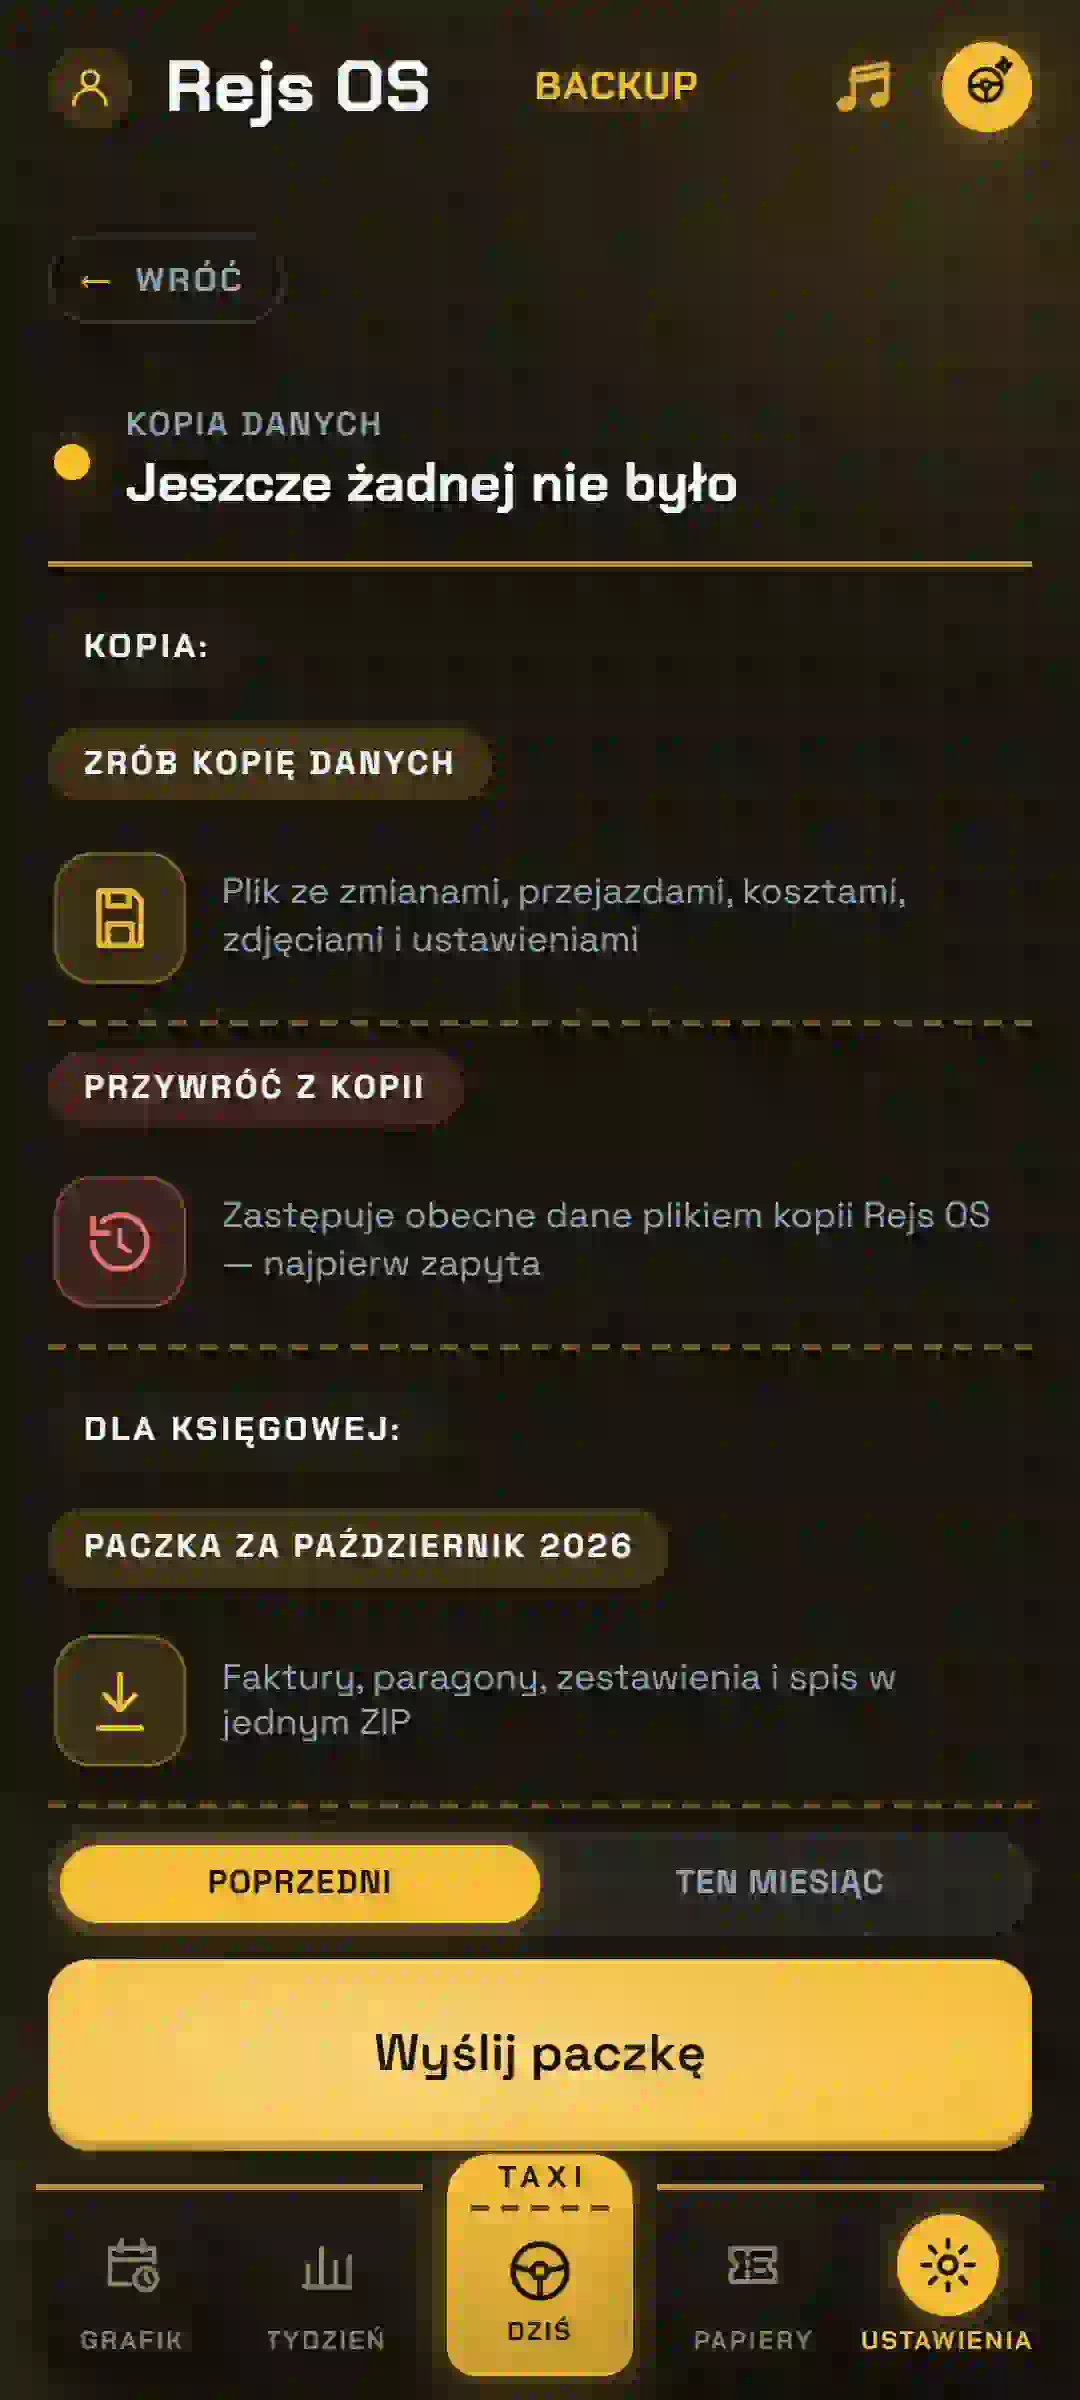 Rejs OS
BACKUP
← WRÓĆ
KOPIA DANYCH
Jeszcze żadnej nie było
KOPIA:
ZRÓB KOPIĘ DANYCH
Plik ze zmianami, przejazdami, kosztami,
zdjęciami i ustawieniami
PRZYWRÓĆ Z KOPII
Zastępuje obecne dane plikiem kopii Rejs OS
— najpierw zapyta
DLA KSIĘGOWEJ:
PACZKA ZA PAŹDZIERNIK 2026
Faktury, paragony, zestawienia i spis w
jednym ZIP
POPRZEDNI
TEN MIESIĄC
Wyślij paczkę
TAXI
GRAFIK
TYDZIEŃ
DZIŚ
PAPIERY
USTAWIENIA